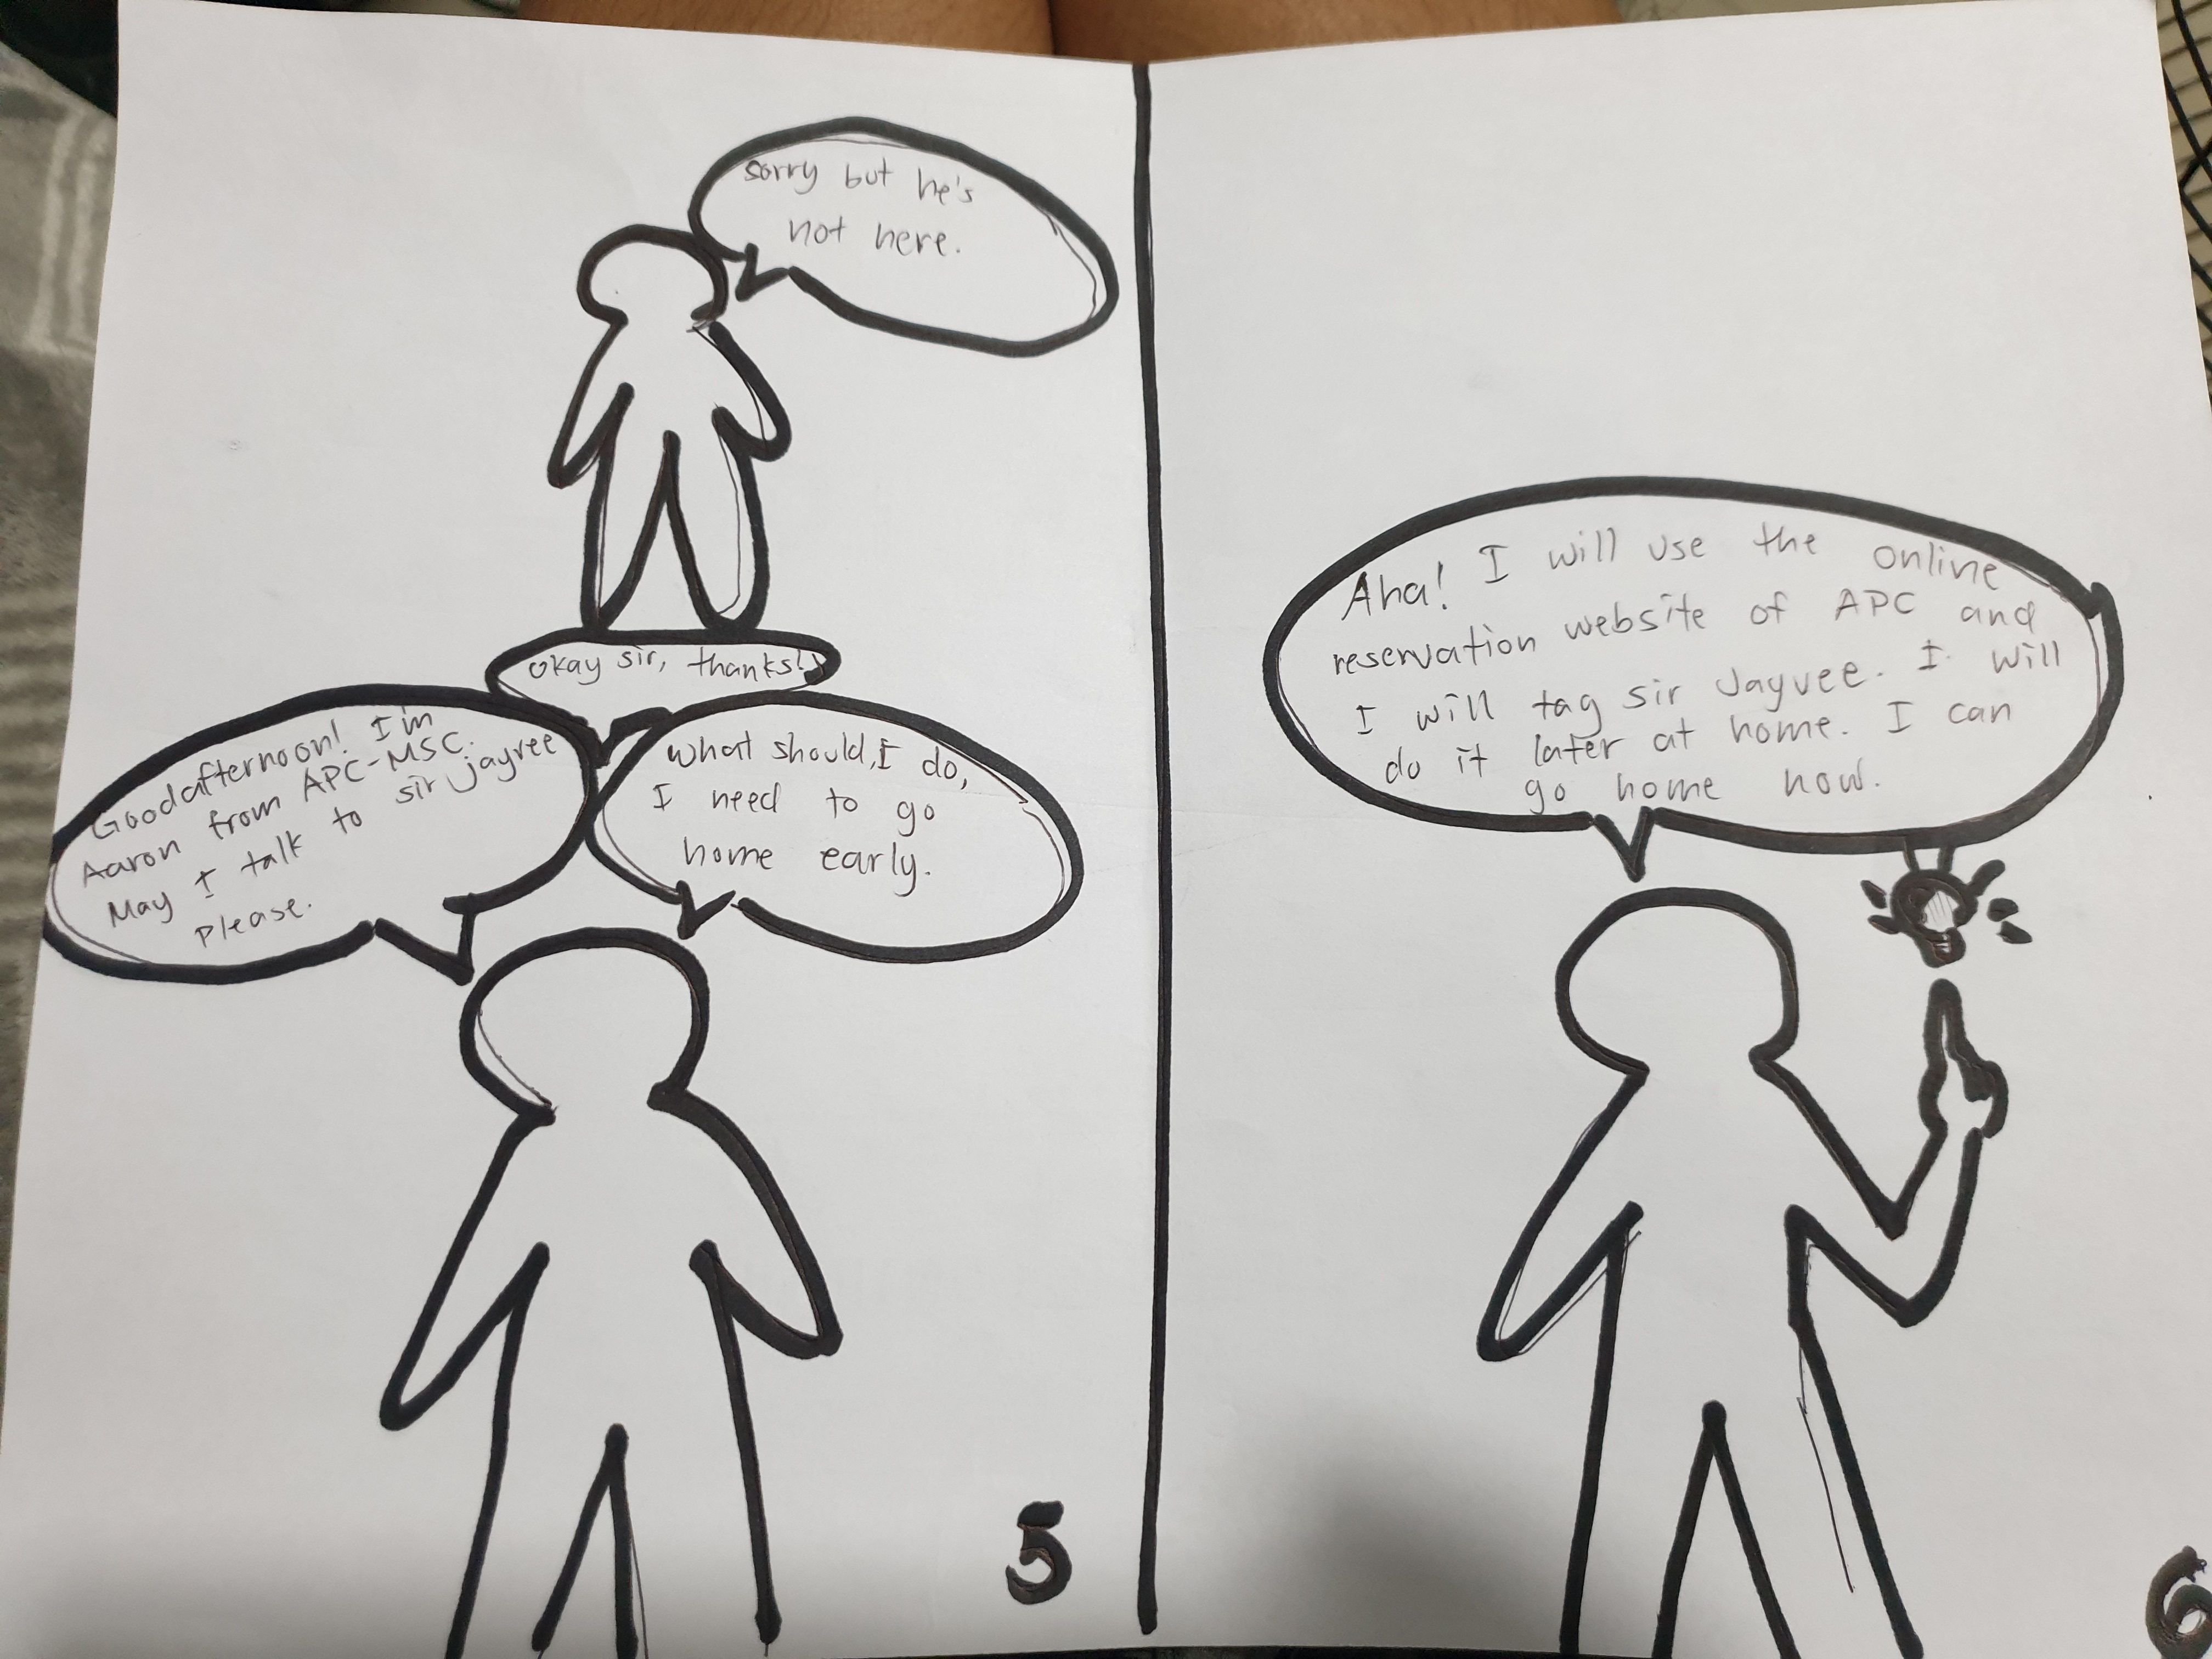 Goodafternoon! I'm
Aaron from APC-MSC.
May I talk to sir jayvee
please.
sorry but he's
not here.
okay sir, thanks!
What should, I do,
I need to go
home early.
5
Aha! I will use the online
reservation website of APC and
I will tag sir Jayvee. I will
do it later at home. I can
go home now.
6